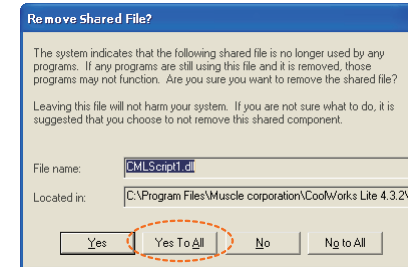 Remove Shared File?
The system indicates that the following shared file is no longer used by any
programs. If any programs are still using this file and it is removed, those
programs may not function. Are you sure you want to remove the shared file?
Leaving this file will not harm your system. If you are not sure what to do, it is
suggested that you choose to not remove this shared component.
File name: CMLScript1.dll
Located in: C:\Program Files\Muscle corporation\CoolWorks Lite 4.3.2\
Yes Yes To All No No to All